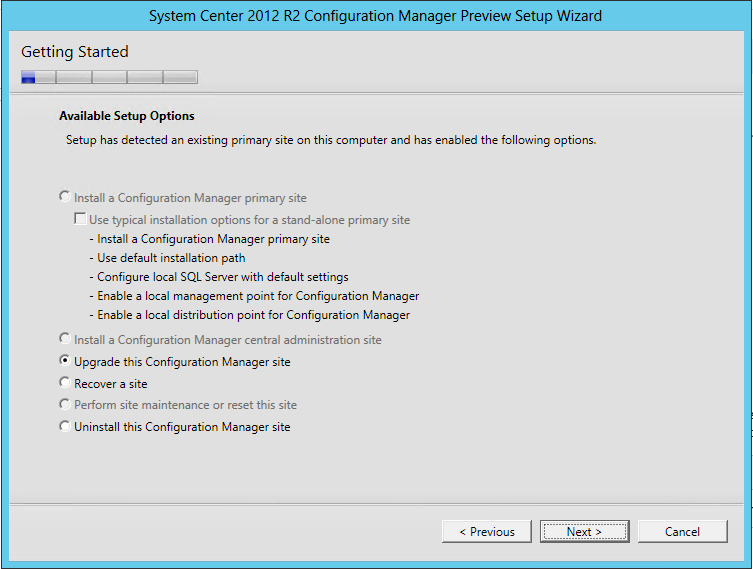 System Center 2012 R2 Configuration Manager Preview Setup Wizard
Getting Started
Available Setup Options
Setup has detected an existing primary site on this computer and has enabled the following options.
Install a Configuration Manager primary site
Use typical installation options for a stand-alone primary site
- Install a Configuration Manager primary site
- Use default installation path
- Configure local SQL Server with default settings
- Enable a local management point for Configuration Manager
- Enable a local distribution point for Configuration Manager
Install a Configuration Manager central administration site
Upgrade this Configuration Manager site
Recover a site
Perform site maintenance or reset this site
Uninstall this Configuration Manager site
< Previous Next > Cancel